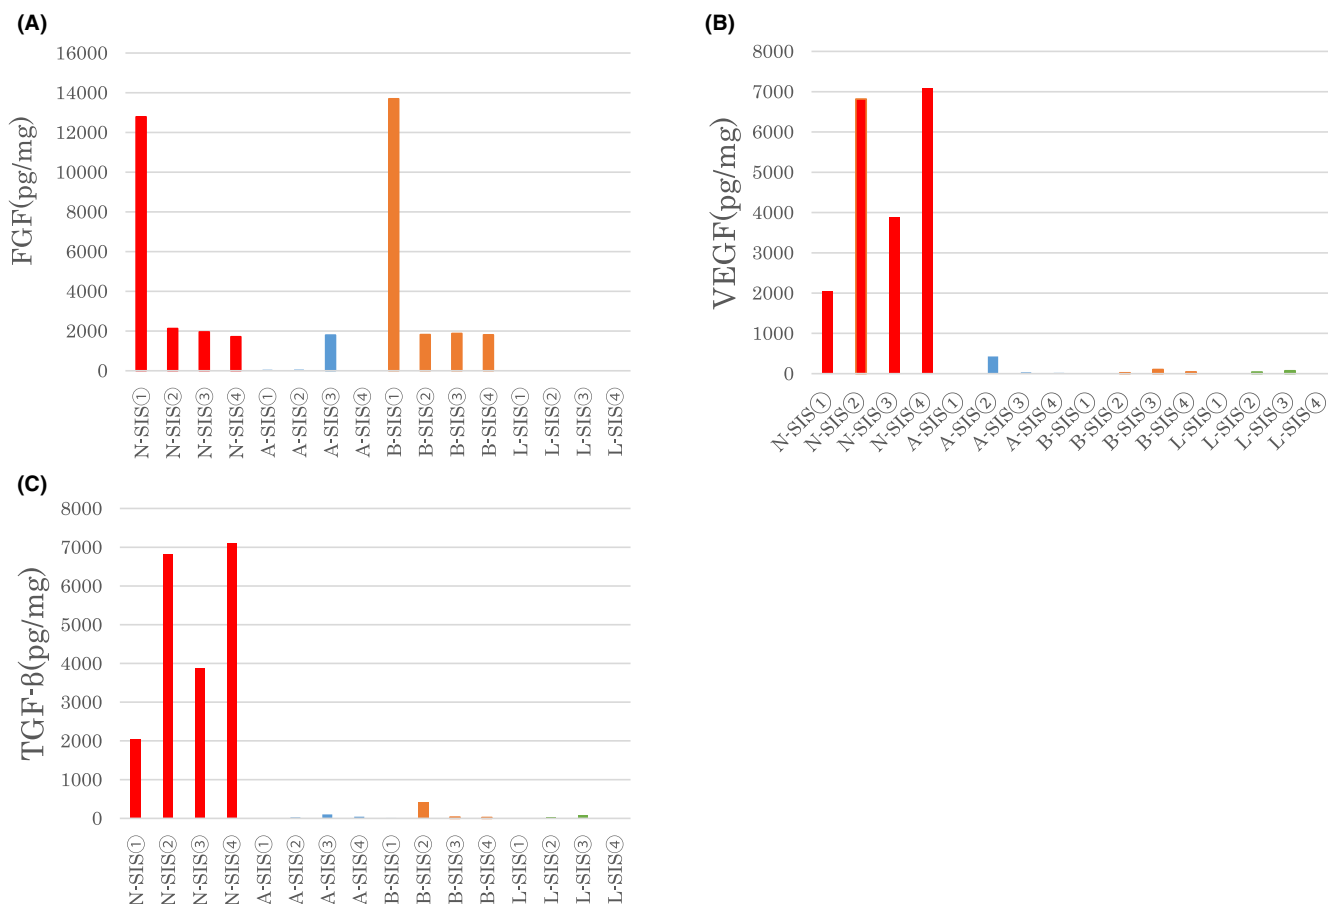 (A)
FGF(pg/mg)
16000
14000
12000
10000
8000
6000
4000
2000
0
N-SIS①
N-SIS②
N-SIS③
N-SIS④
A-SIS①
A-SIS②
A-SIS③
A-SIS④
B-SIS①
B-SIS②
B-SIS③
B-SIS④
L-SIS①
L-SIS②
L-SIS③
L-SIS④
(B)
VEGF(pg/mg)
8000
7000
6000
5000
4000
3000
2000
1000
0
N-SIS①
N-SIS②
N-SIS③
N-SIS④
A-SIS①
A-SIS②
A-SIS③
A-SIS④
B-SIS①
B-SIS②
B-SIS③
B-SIS④
L-SIS①
L-SIS②
L-SIS③
L-SIS④
(C)
TGF-β(pg/mg)
8000
7000
6000
5000
4000
3000
2000
1000
0
N-SIS①
N-SIS②
N-SIS③
N-SIS④
A-SIS①
A-SIS②
A-SIS③
A-SIS④
B-SIS①
B-SIS②
B-SIS③
B-SIS④
L-SIS①
L-SIS②
L-SIS③
L-SIS④